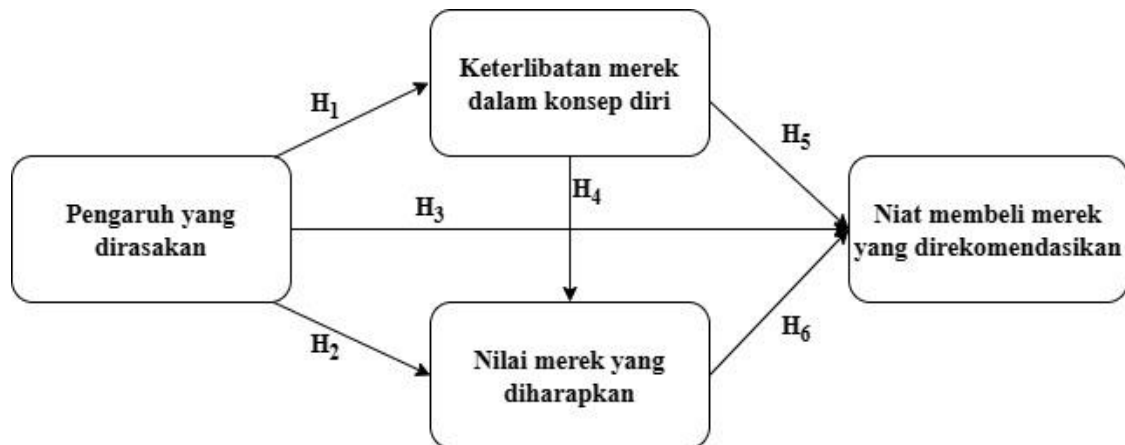 Keterlibatan merek
dalam konsep diri
H₁
H₅
H₄
Pengaruh yang
dirasakan
H₃
Niat membeli merek
yang direkomendasikan
H₂
Nilai merek yang
diharapkan
H₆